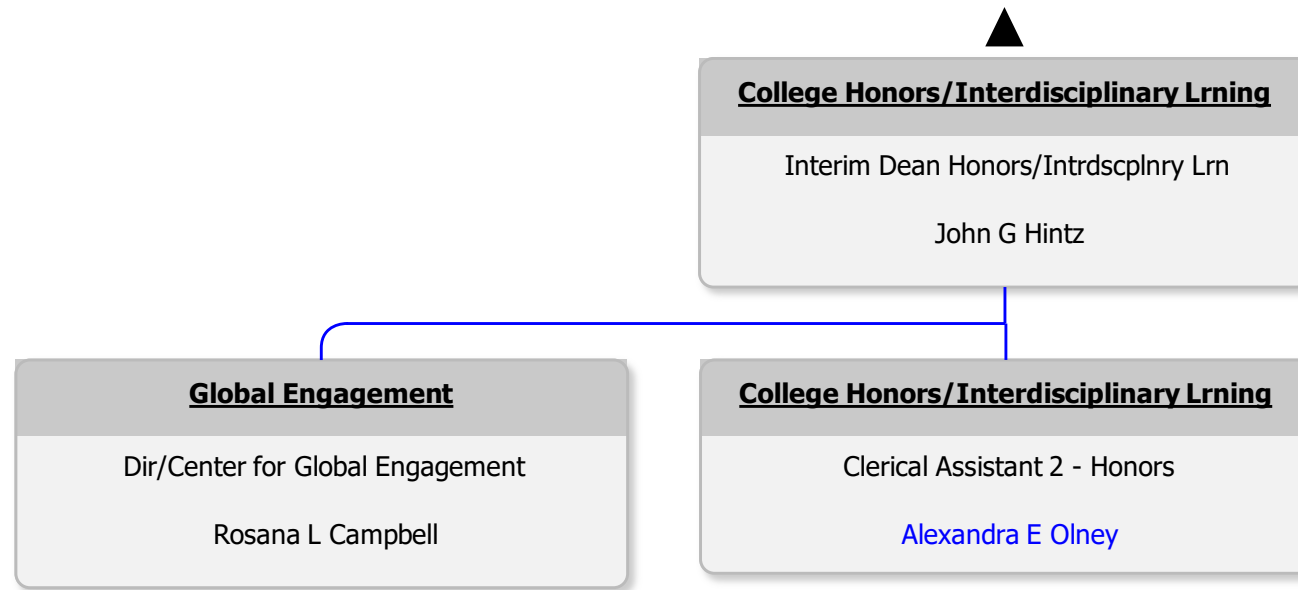 College Honors/Interdisciplinary Lrning
Interim Dean Honors/Intrdscplnry Lrn
John G Hintz
Global Engagement
Dir/Center for Global Engagement
Rosana L Campbell
College Honors/Interdisciplinary Lrning
Clerical Assistant 2 - Honors
Alexandra E Olney